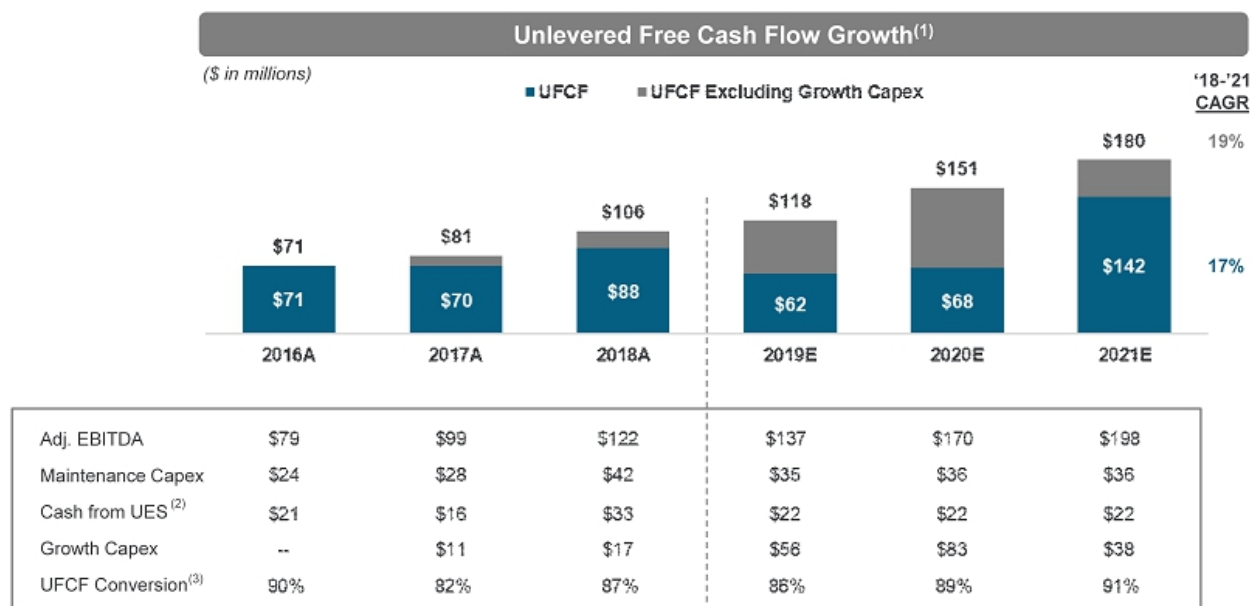 Unlevered Free Cash Flow Growth(1)
($ in millions)
UFCF UFCF Excluding Growth Capex
‘18-’21
CAGR
$71 $81 $106 $118 $151 $180 19%
$71 $70 $88 $62 $68 $142 17%
2016A 2017A 2018A 2019E 2020E 2021E
Adj. EBITDA $79 $99 $122 $137 $170 $198
Maintenance Capex $24 $28 $42 $35 $36 $36
Cash from UES (2) $21 $16 $33 $22 $22 $22
Growth Capex -- $11 $17 $56 $83 $38
UFCF Conversion(3) 90% 82% 87% 86% 89% 91%